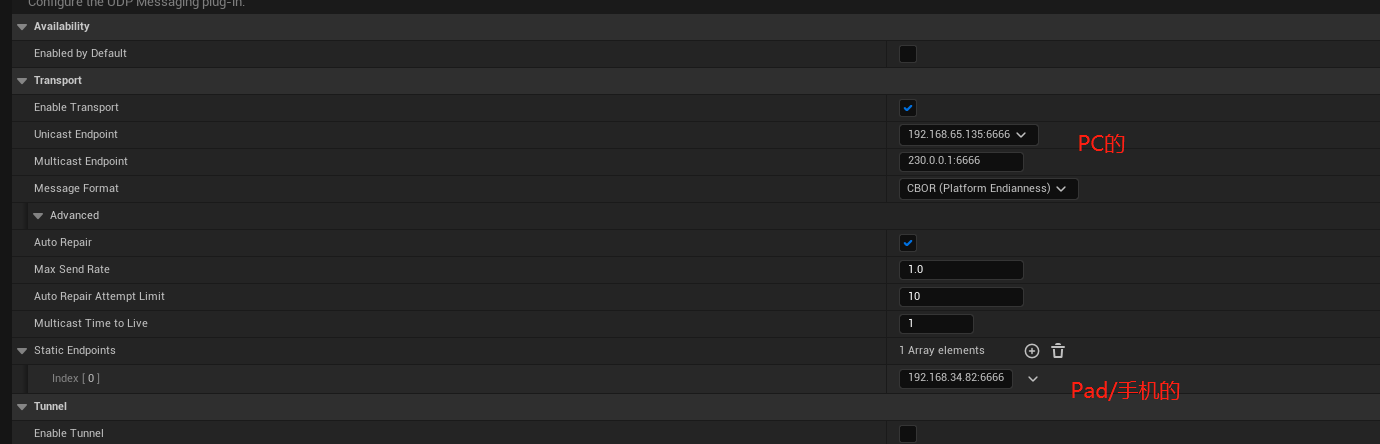 Configure the UDP Messaging plug-in.
Availability
Enabled by Default
Transport
Enable Transport
Unicast Endpoint 192.168.65.135:6666 PC的
Multicast Endpoint 230.0.0.1:6666
Message Format CBOR (Platform Endianness)
Advanced
Auto Repair
Max Send Rate 1.0
Auto Repair Attempt Limit 10
Multicast Time to Live 1
Static Endpoints 1 Array elements
Index [ 0 ] 192.168.34.82:6666 Pad/手机的
Tunnel
Enable Tunnel